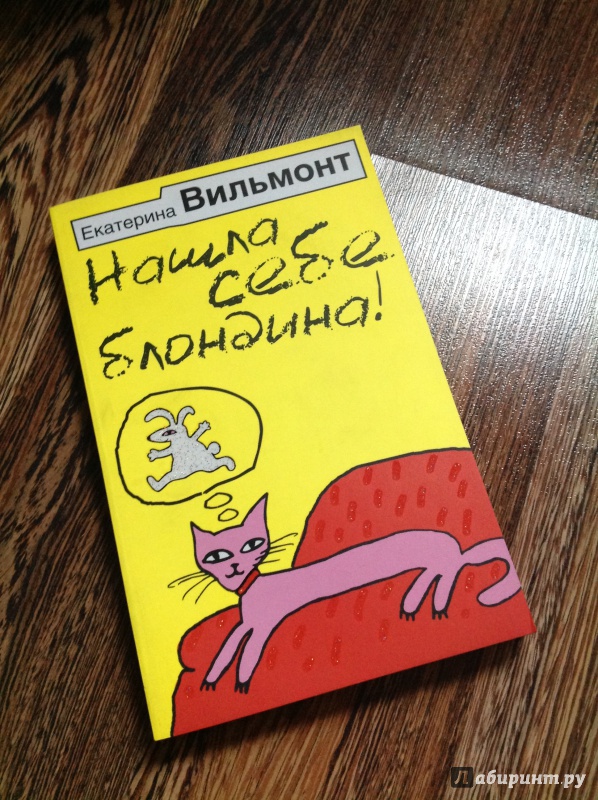 Екатерина Вильмонт
Нашла
себе
блондина!
Лабиринт.ру